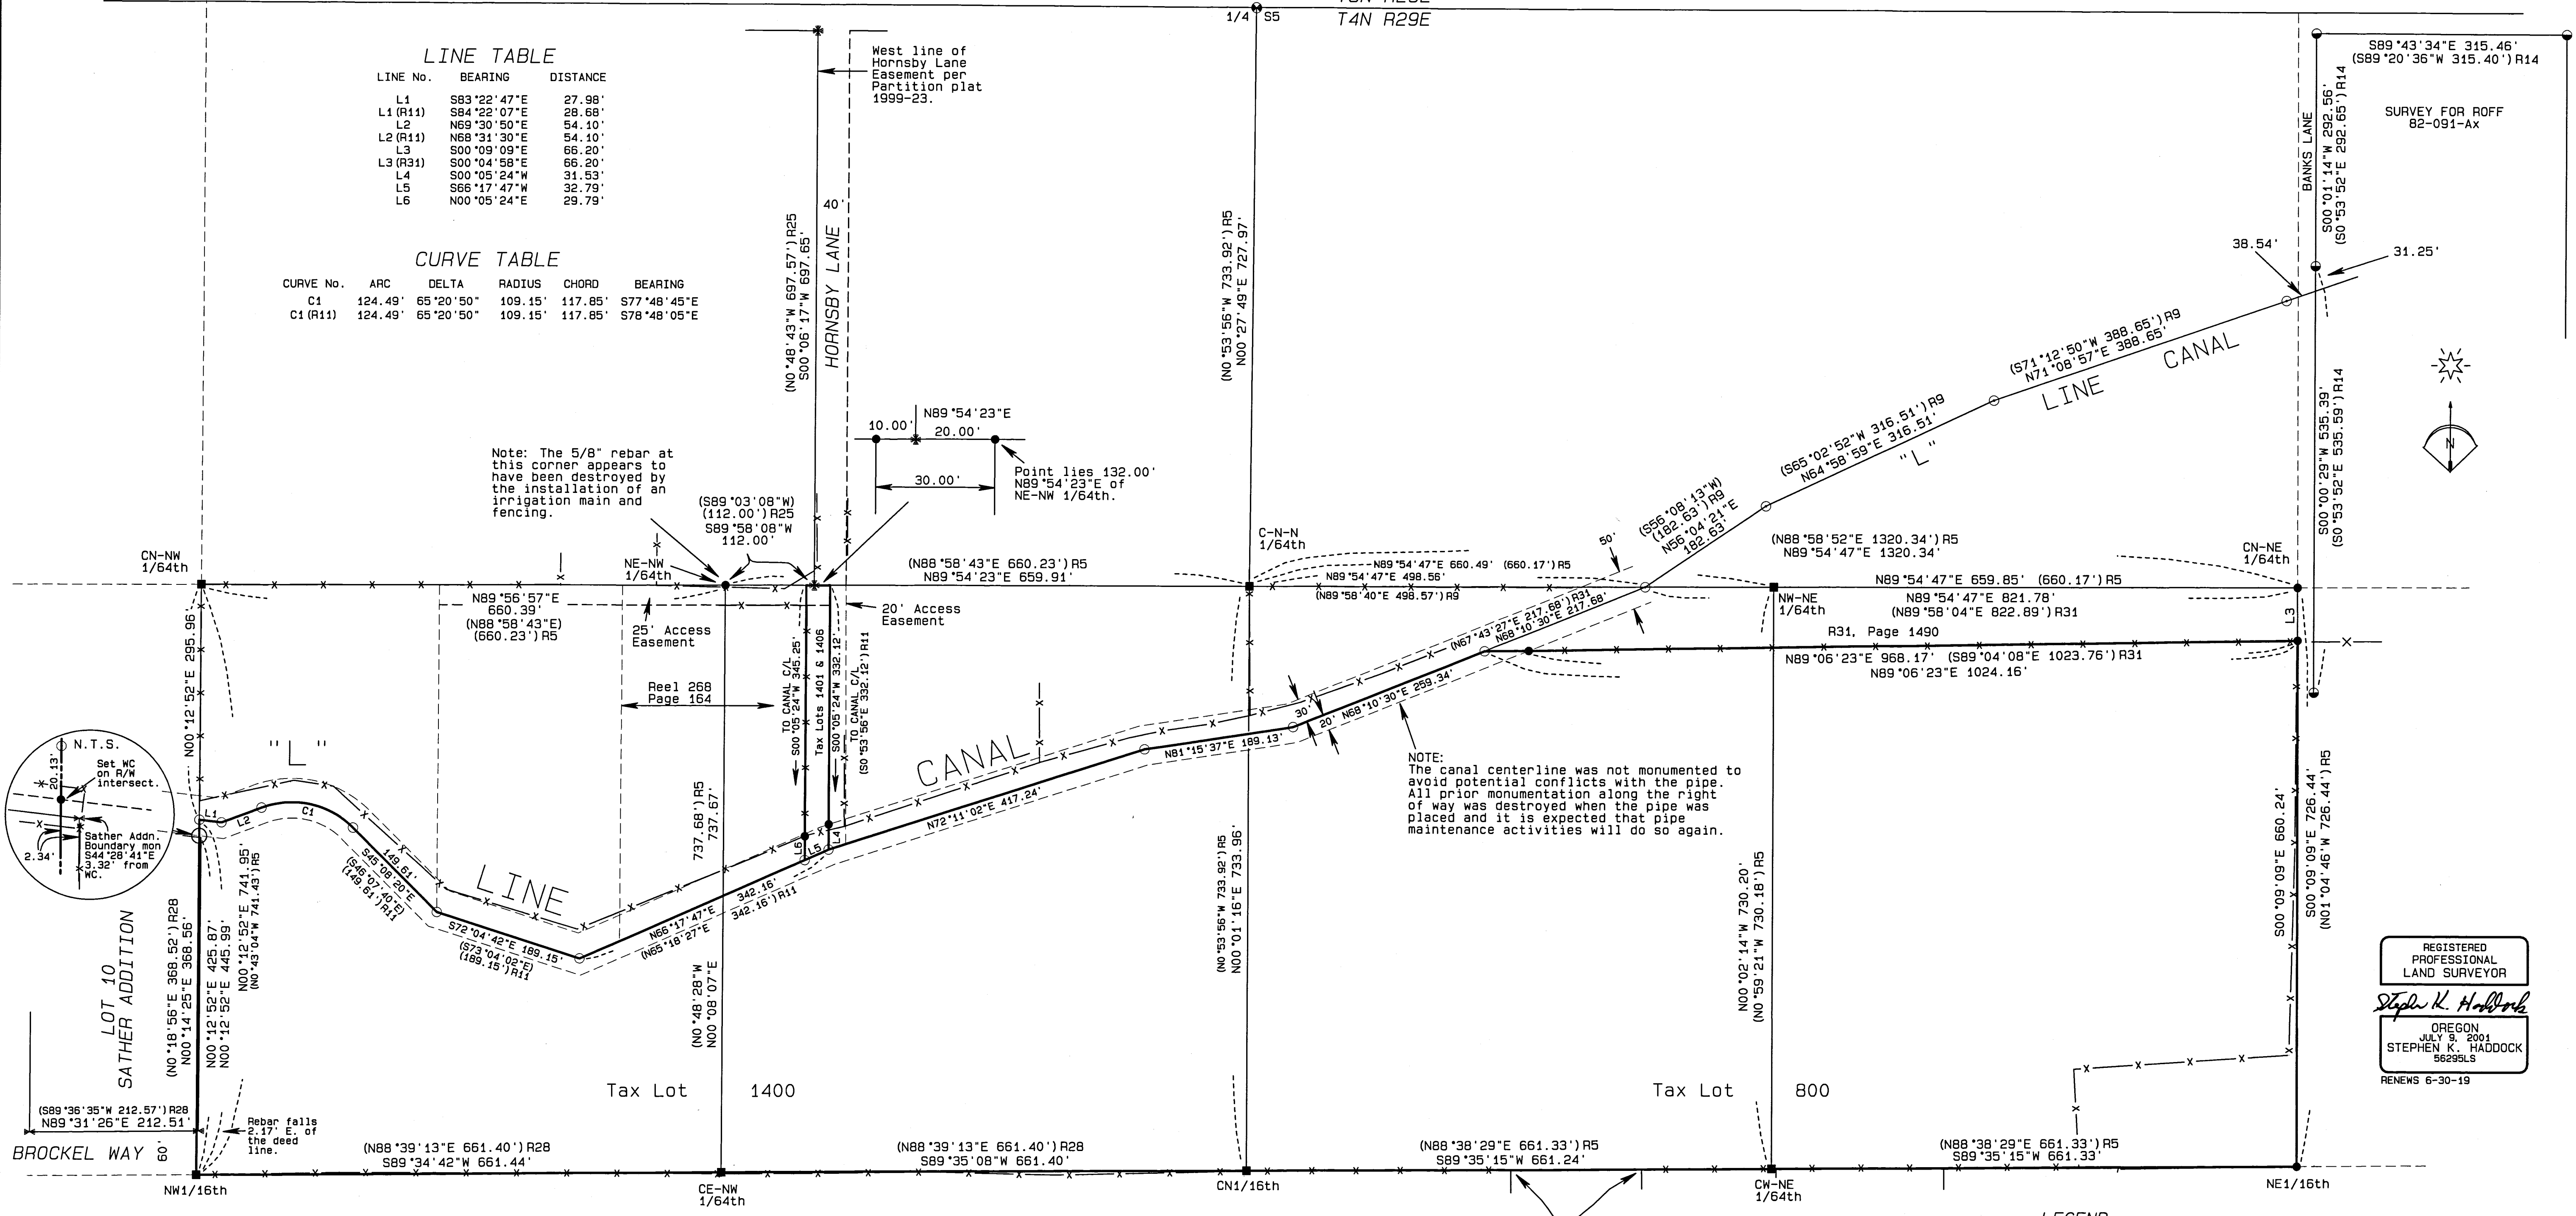 1/4 S5
T4N R29E
LINE TABLE
LINE No. BEARING DISTANCE
L1 S83°22'47"E 27.98'
L1(R11) S84°22'07"E 28.68'
L2 N69°30'50"E 54.10'
L2(R11) N68°31'30"E 54.10'
L3 S00°09'09"E 66.20'
L3(R31) S00°04'58"E 66.20'
L4 S00°05'24"W 31.53'
L5 S66°17'47"W 32.79'
L6 N00°05'24"E 29.79'
CURVE TABLE
CURVE No. ARC DELTA RADIUS CHORD BEARING
C1 124.49' 65°20'50" 109.15' 117.85' S77°48'45"E
C1(R11) 124.49' 65°20'50" 109.15' 117.85' S78°48'05"E
West line of
Hornsby Lane
Easement per
Partition plat
1999-23.
40'
HORNSBY LANE
(N0°48'43"W 697.57')R25
S00°06'17"W 697.65'
(N0°53'56"W 733.92')R5
N00°27'49"E 727.97'
S89°43'34"E 315.46'
(S89°20'36"W 315.40')R14
SURVEY FOR ROFF
82-091-Ax
BANKS LANE
S00°01'14"W 292.56'
(S0°53'52"E 292.65')R14
38.54'
31.25'
S00°00'29"W 535.39'
(S0°53'52"E 535.59')R14
N
(S71°12'50"W 388.65')R9
N71°08'57"E 388.65'
"L" LINE CANAL
(S65°02'52"W 316.51')R9
N64°58'59"E 316.51'
(S56°08'13"W)
(182.63')R9
N56°04'21"E
182.63'
50'
N89°54'23"E
10.00' 20.00'
30.00'
Point lies 132.00'
N89°54'23"E of
NE-NW 1/64th.
Note: The 5/8" rebar at
this corner appears to
have been destroyed by
the installation of an
irrigation main and
fencing.
(S89°03'08"W)
(112.00')R25
S89°58'08"W
112.00'
CN-NW
1/64th
NE-NW
1/64th
(N88°58'43"E 660.23')R5
N89°54'23"E 659.91'
C-N-N
1/64th
N89°54'47"E 660.49' (660.17')R5
N89°54'47"E 498.56'
(N89°58'40"E 498.57')R9
(N88°58'52"E 1320.34')R5
N89°54'47"E 1320.34'
CN-NE
1/64th
N89°54'47"E 659.85' (660.17')R5
N89°54'47"E 821.78'
(N89°58'04"E 822.89')R31
NW-NE
1/64th
R31, Page 1490
L3
N89°06'23"E 968.17' (S89°04'08"E 1023.76')R31
N89°06'23"E 1024.16'
N89°56'57"E
660.39'
(N88°58'43"E)
(660.23')R5
25' Access
Easement
20' Access
Easement
Reel 268
Page 164
TO CANAL C/L
S00°05'24"W 345.25'
Tax Lots 1401 & 1406
S00°05'24"W 332.12'
TO CANAL C/L
(S0°53'56"E 332.12')R11
(N67°43'27"E 217.68')R31
N68°10'30"E 217.68'
30'
20'
N68°10'30"E 259.34'
N81°15'37"E 189.13'
N72°11'02"E 417.24'
NOTE:
The canal centerline was not monumented to
avoid potential conflicts with the pipe.
All prior monumentation along the right
of way was destroyed when the pipe was
placed and it is expected that pipe
maintenance activities will do so again.
N00°12'52"E 295.96'
N.T.S.
20.13'
Set WC
on R/W
intersect.
Sather Addn.
Boundary mon
S44°28'41"E
3.32' from
WC.
2.34'
"L" LINE CANAL
L1
L2
C1
149.61'
S45°08'20"E
(S46°07'40"E)
(149.61')R11
S72°04'42"E 189.15'
(S73°04'02"E)
(189.15')R11
342.16'
N66°17'47"E
342.16')R11
(N65°18'27"E
L6
L5
L4
737.68')R5
737.67'
(N0°48'28"W
N00°08'07"E
(N0°53'56"W 733.92')R5
N00°01'16"E 733.96'
N00°02'14"W 730.20'
(N0°59'21"W 730.18')R5
S00°09'09"E 660.24'
S00°09'09"E 726.44'
(N01°04'46"W 726.44')R5
LOT 10
SATHER ADDITION
(N0°18'56"E 368.52')R28
N00°14'25"E 368.56'
N00°12'52"E 425.87'
N00°12'52"E 445.99'
N00°12'52"E 741.95'
(N0°43'04"W 741.43')R5
(S89°36'35"W 212.57')R28
N89°31'26"E 212.51'
BROCKEL WAY
60'
Rebar falls
2.17' E. of
the deed
line.
Tax Lot 1400
Tax Lot 800
(N88°39'13"E 661.40')R28
S89°34'42"W 661.44'
(N88°39'13"E 661.40')R28
S89°35'08"W 661.40'
(N88°38'29"E 661.33')R5
S89°35'15"W 661.24'
(N88°38'29"E 661.33')R5
S89°35'15"W 661.33'
NW1/16th
CE-NW
1/64th
CN1/16th
CW-NE
1/64th
NE1/16th
REGISTERED
PROFESSIONAL
LAND SURVEYOR
Stephen K. Haddock
OREGON
JULY 9, 2001
STEPHEN K. HADDOCK
56295LS
RENEWS 6-30-19